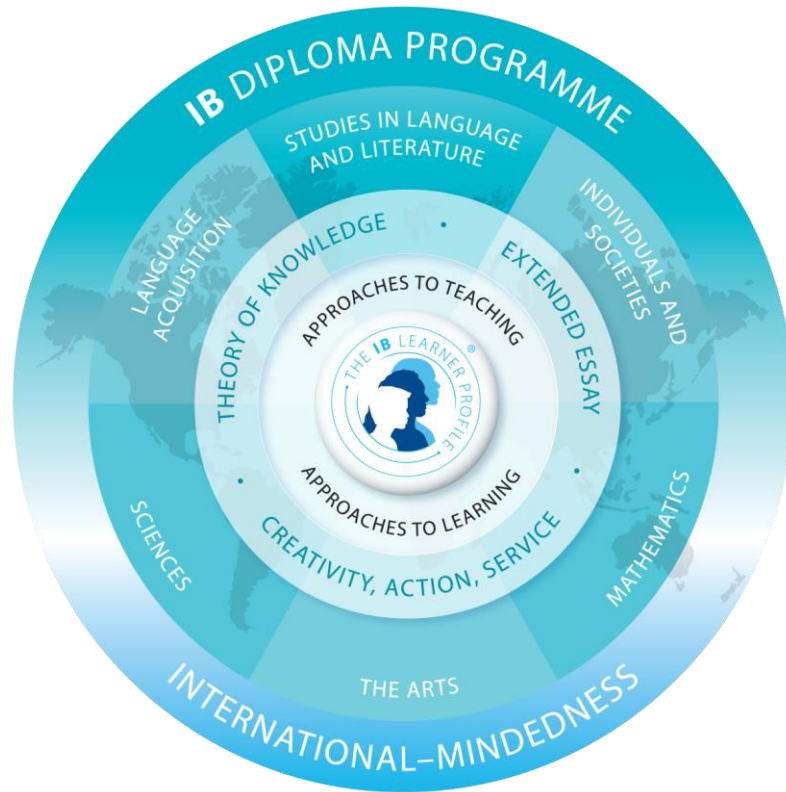 IB DIPLOMA PROGRAMME
STUDIES IN LANGUAGE
AND LITERATURE
LANGUAGE
ACQUISITION
INDIVIDUALS AND
SOCIETIES
THEORY OF KNOWLEDGE
•
EXTENDED ESSAY
APPROACHES TO TEACHING
THE IB LEARNER PROFILE®
APPROACHES TO LEARNING
•
CREATIVITY, ACTION, SERVICE
•
SCIENCES
MATHEMATICS
THE ARTS
INTERNATIONAL–MINDEDNESS